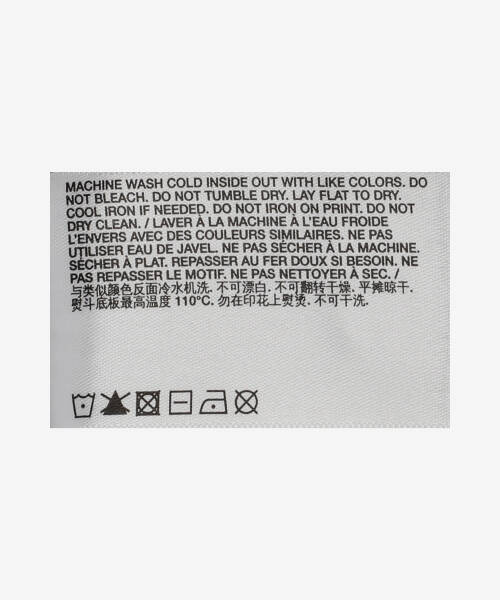 MACHINE WASH COLD INSIDE OUT WITH LIKE COLORS. DO
NOT BLEACH. DO NOT TUMBLE DRY. LAY FLAT TO DRY.
COOL IRON IF NEEDED. DO NOT IRON ON PRINT. DO NOT
DRY CLEAN. / LAVER À LA MACHINE À L'EAU FROIDE
L'ENVERS AVEC DES COULEURS SIMILAIRES. NE PAS
UTILISER EAU DE JAVEL. NE PAS SÉCHER À LA MACHINE.
SÉCHER À PLAT. REPASSER AU FER DOUX SI BESOIN. NE
PAS REPASSER LE MOTIF. NE PAS NETTOYER À SEC. /
与类似颜色反面冷水机洗. 不可漂白. 不可翻转干燥. 平摊晾干.
熨斗底板最高温度 110°C. 勿在印花上熨烫. 不可干洗.